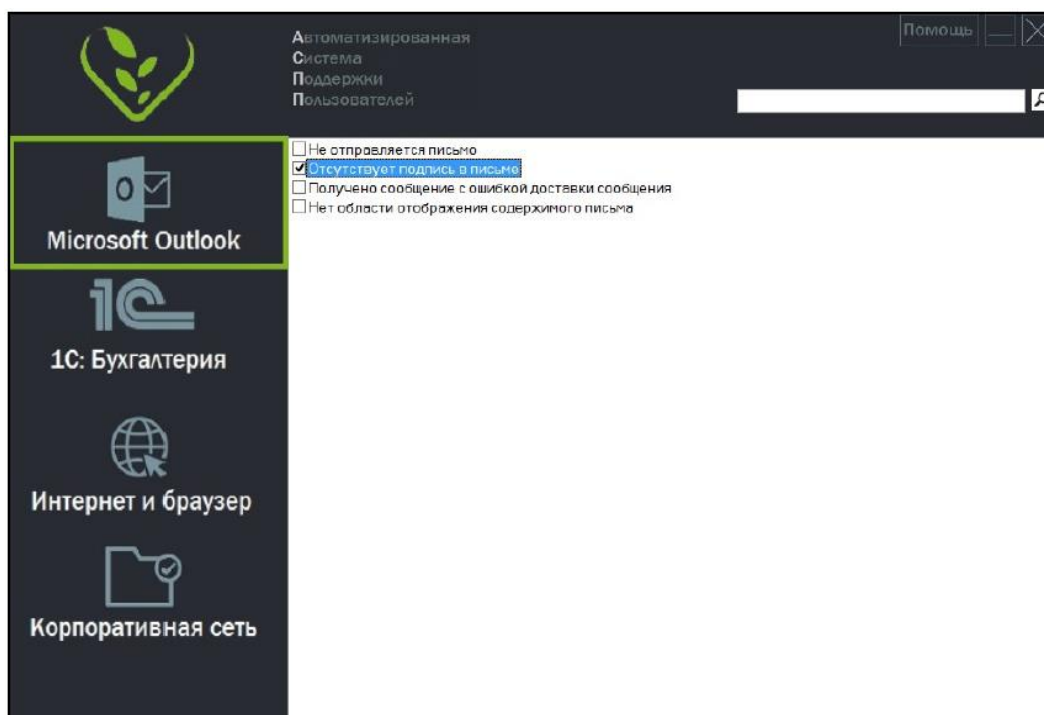 Автоматизированная
Система
Поддержки
Пользователей
Помощь
Не отправляется письмо
Отсутствует подпись в письме
Получено сообщение с ошибкой доставки сообщения
Нет области отображения содержимого письма
Microsoft Outlook
1С: Бухгалтерия
Интернет и браузер
Корпоративная сеть